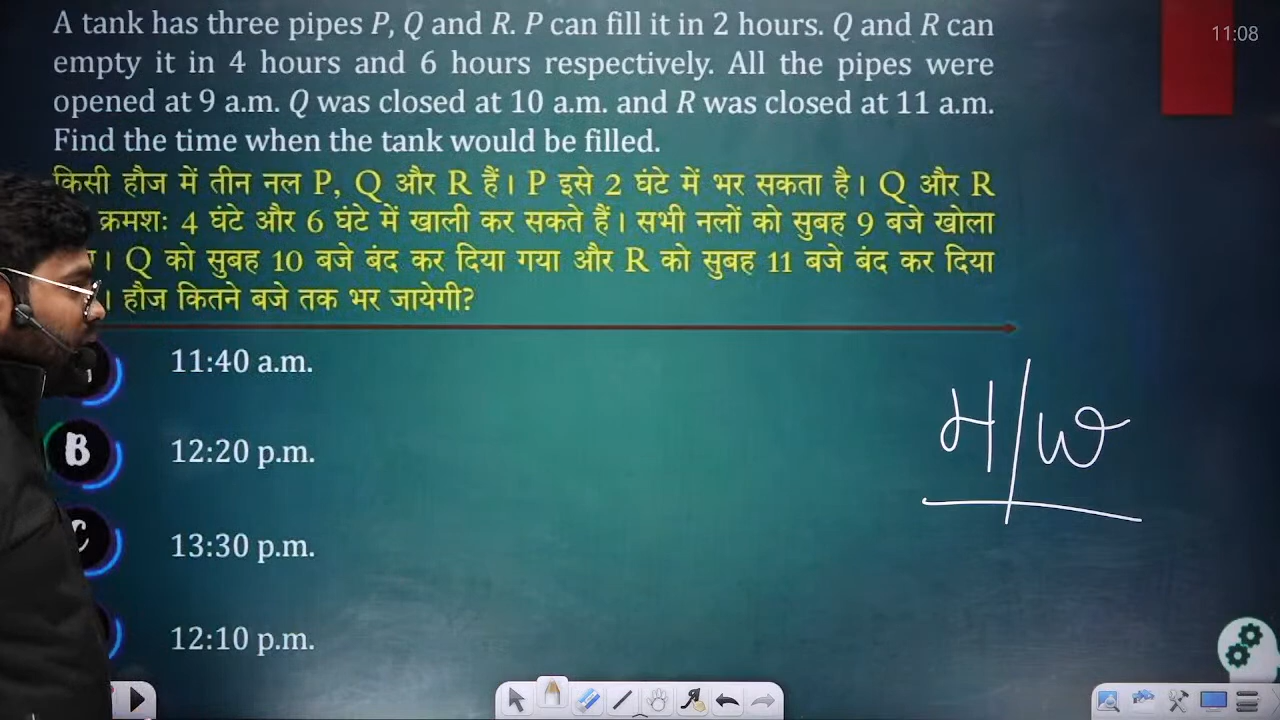 A tank has three pipes P, Q and R. P can fill it in 2 hours. Q and R can
empty it in 4 hours and 6 hours respectively. All the pipes were
opened at 9 a.m. Q was closed at 10 a.m. and R was closed at 11 a.m.
Find the time when the tank would be filled.
किसी हौज में तीन नल P, Q और R हैं। P इसे 2 घंटे में भर सकता है। Q और R
क्रमश: 4 घंटे और 6 घंटे में खाली कर सकते हैं। सभी नलों को सुबह 9 बजे खोला
। Q को सुबह 10 बजे बंद कर दिया गया और R को सुबह 11 बजे बंद कर दिया
। हौज कितने बजे तक भर जायेगी?
11:40 a.m.
B 12:20 p.m.
C 13:30 p.m.
12:10 p.m.
H/W
11:08